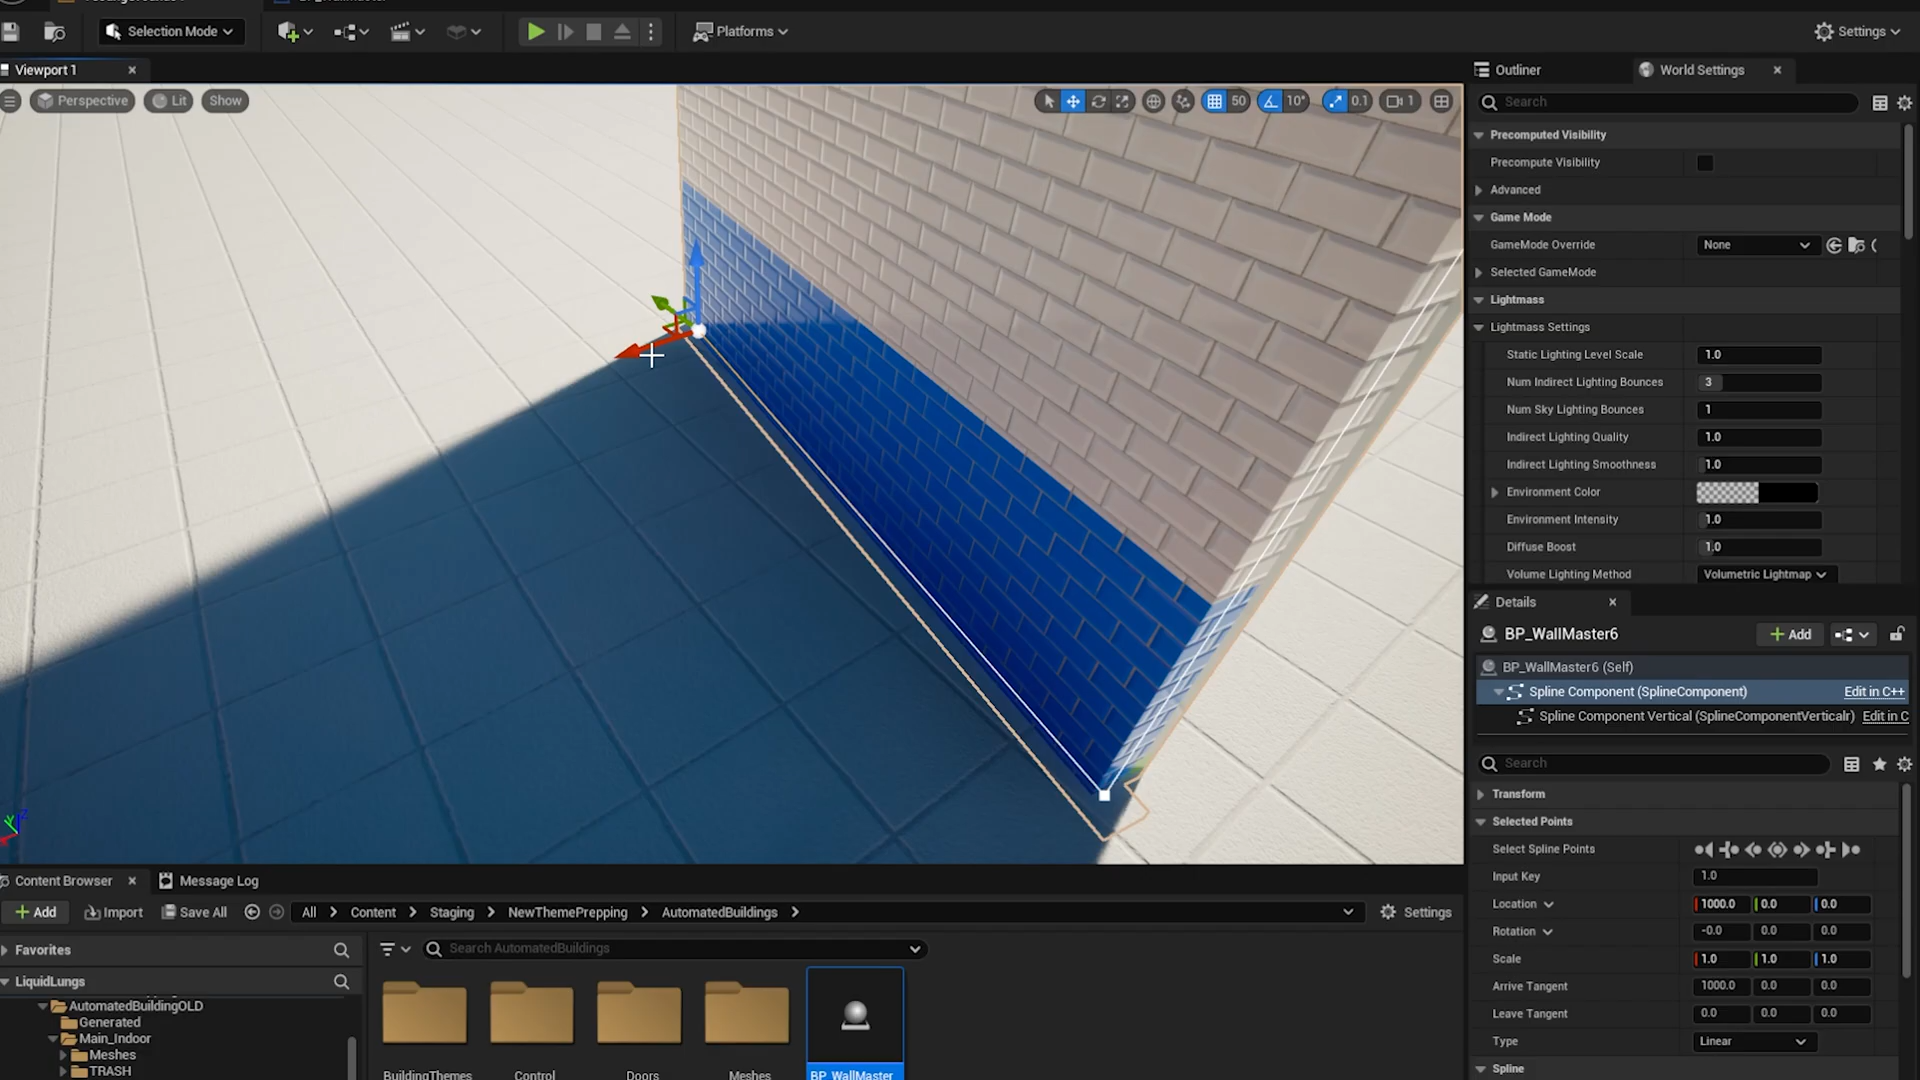 Selection Mode
Platforms
Settings
Viewport 1
Outliner
World Settings
Perspective
Lit
Show
50
10°
0.1
1
Search
Precomputed Visibility
Precompute Visibility
Advanced
Game Mode
GameMode Override
None
Selected GameMode
Lightmass
Lightmass Settings
Static Lighting Level Scale
1.0
Num Indirect Lighting Bounces
3
Num Sky Lighting Bounces
1
Indirect Lighting Quality
1.0
Indirect Lighting Smoothness
1.0
Environment Color
Environment Intensity
1.0
Diffuse Boost
1.0
Volume Lighting Method
Volumetric Lightmap
Details
BP_WallMaster6
Add
BP_WallMaster6 (Self)
Spline Component (SplineComponent)
Edit in C++
Spline Component Vertical (SplineComponentVerticalr)
Edit in C
Search
Transform
Selected Points
Select Spline Points
Input Key
1.0
Location
1000.0 0.0 0.0
Rotation
-0.0 0.0 0.0
Scale
1.0 1.0 1.0
Arrive Tangent
1000.0 0.0 0.0
Leave Tangent
0.0 0.0 0.0
Type
Linear
Spline
Content Browser
Message Log
Add
Import
Save All
All
Content
Staging
NewThemePrepping
AutomatedBuildings
Settings
Favorites
Search AutomatedBuildings
LiquidLungs
AutomatedBuildingOLD
Generated
Main_Indoor
Meshes
TRASH
BuildingThemes
Control
Doors
Meshes
BP_WallMaster
Y
Z